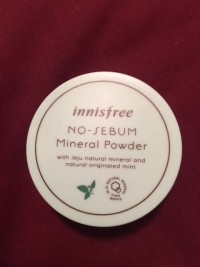 innisfree
NO-SEBUM
Mineral Powder
with Jeju natural mineral and
natural originated mint